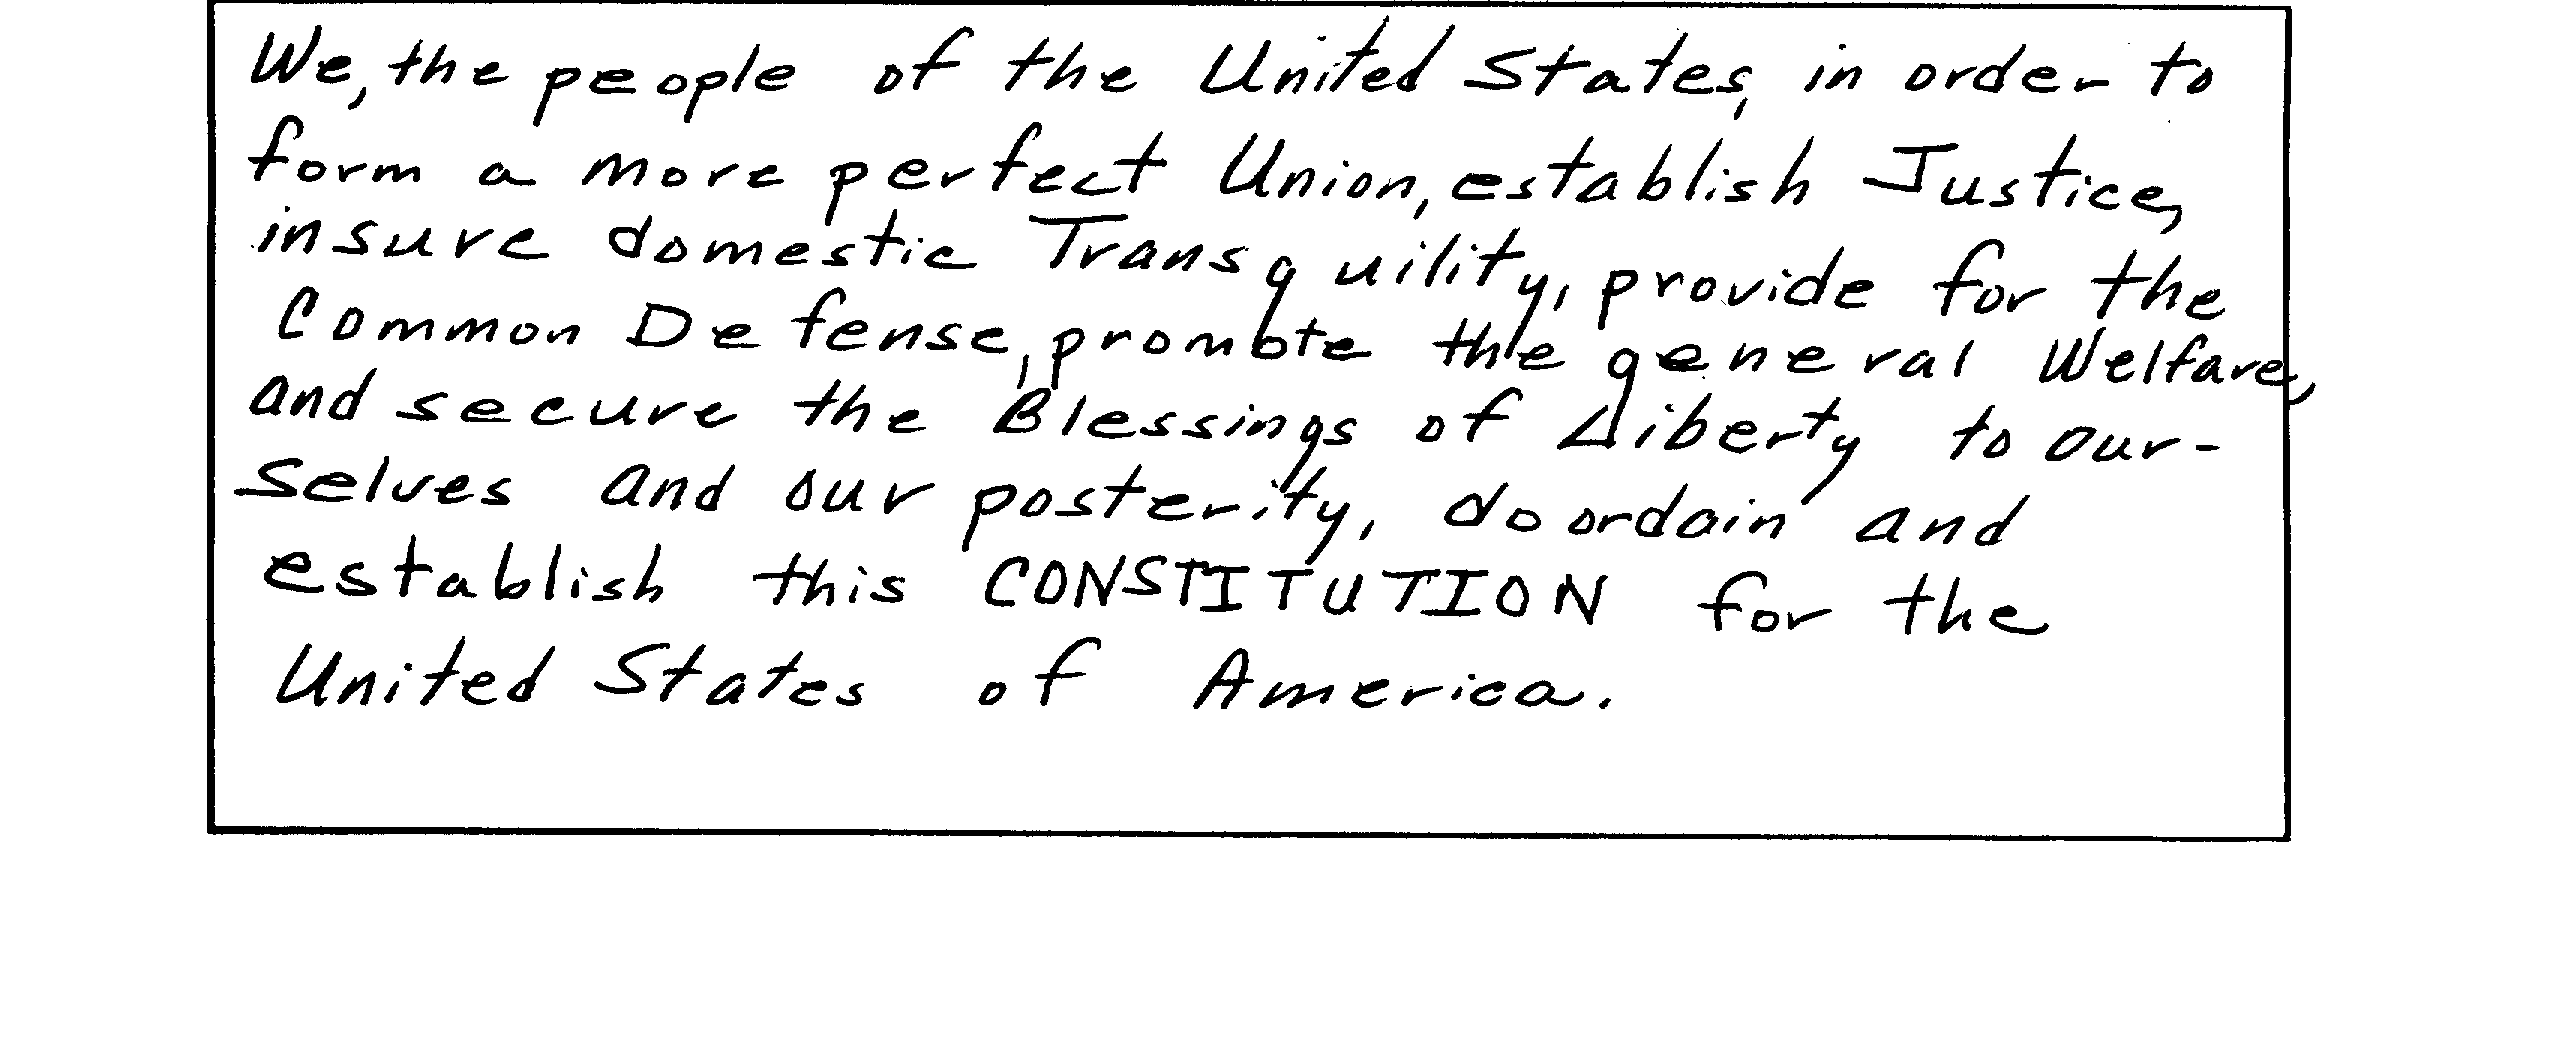 We, the people of the United States, in order to
form a more perfect Union, establish Justice,
insure domestic Transquility, provide for the
Common Defense, promote the general Welfare,
and secure the Blessings of Liberty to our-
selves and our posterity, do ordain and
establish this CONSTITUTION for the
United States of America.